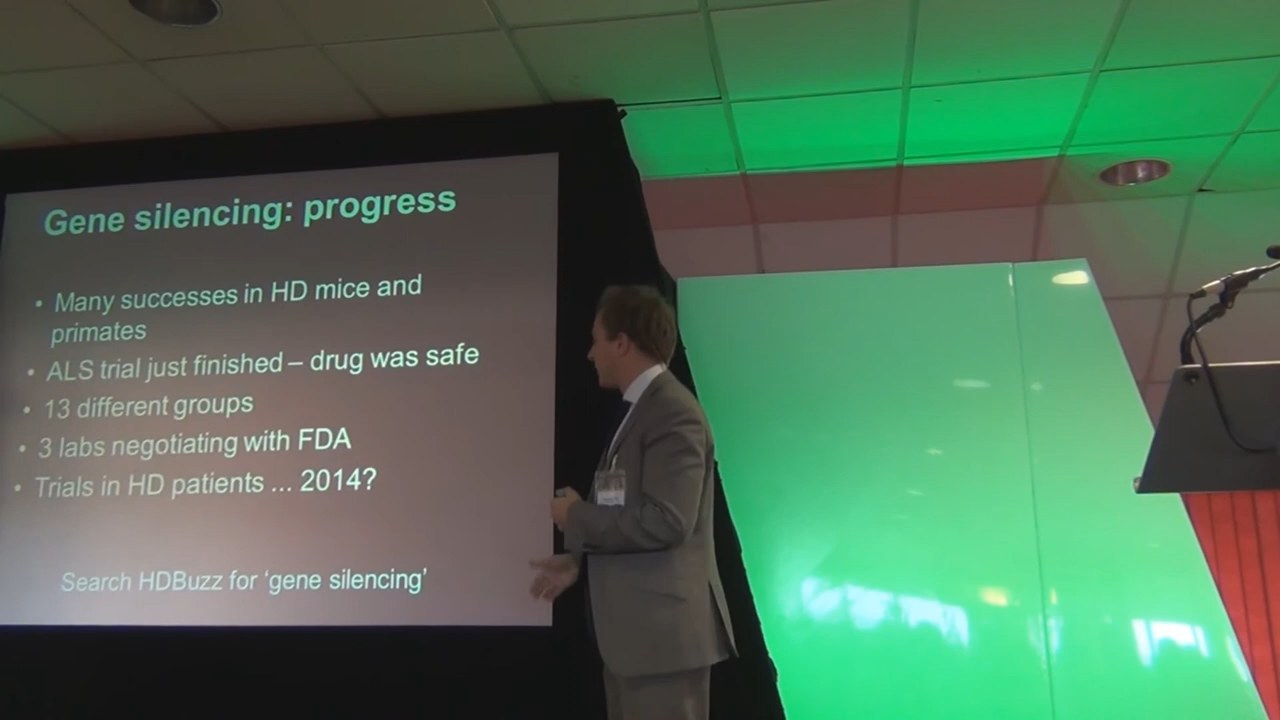 Gene silencing: progress
• Many successes in HD mice and
primates
• ALS trial just finished – drug was safe
• 13 different groups
• 3 labs negotiating with FDA
• Trials in HD patients ... 2014?
Search HDBuzz for ‘gene silencing’